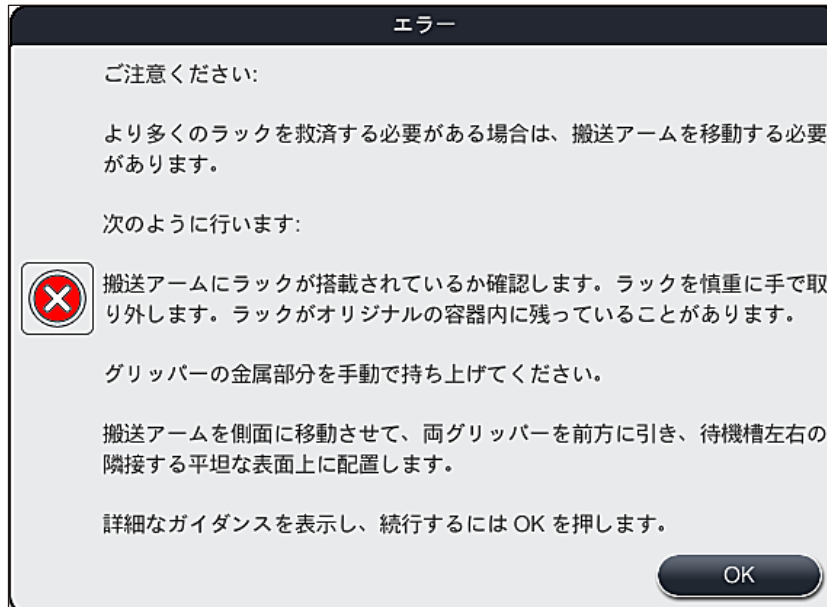 エラー
ご注意ください:
より多くのラックを救済する必要がある場合は、搬送アームを移動する必要
があります。
次のように行います:
搬送アームにラックが搭載されているか確認します。ラックを慎重に手で取
り外します。ラックがオリジナルの容器内に残っていることがあります。
グリッパーの金属部分を手動で持ち上げてください。
搬送アームを側面に移動させて、両グリッパーを前方に引き、待機槽左右の
隣接する平坦な表面上に配置します。
詳細なガイダンスを表示し、続行するには OK を押します。
OK